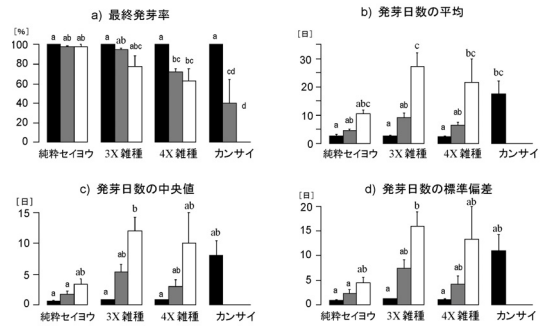 a) 最終発芽率
[%]
100
80
60
40
20
0
a ab ab
a ab abc
a bc bc
a cd d
純粋セイヨウ 3X 雑種 4X 雑種 カンサイ
b) 発芽日数の平均
[日]
30
20
10
0
a a abc
a ab c
a ab bc
bc
純粋セイヨウ 3X 雑種 4X 雑種 カンサイ
c) 発芽日数の中央値
[日]
15
10
5
0
a a ab
a ab b
a ab ab
ab
純粋セイヨウ 3X 雑種 4X 雑種 カンサイ
d) 発芽日数の標準偏差
[日]
20
15
10
5
0
a a ab
a ab b
a ab ab
ab
純粋セイヨウ 3X 雑種 4X 雑種 カンサイ